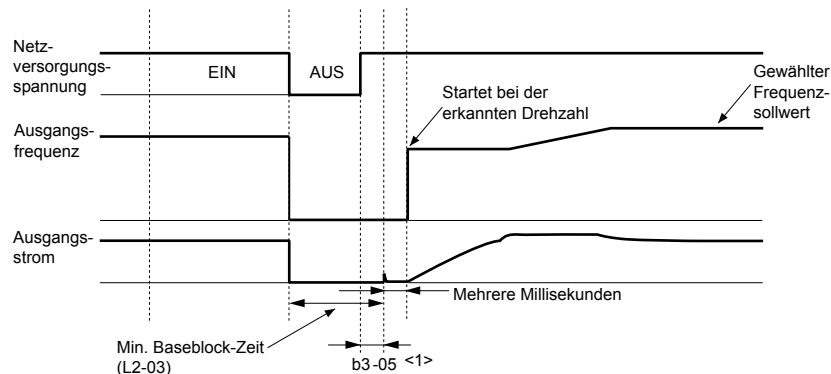 Netz-
versorgungs-
spannung
EIN
AUS
Startet bei der
erkannten Drehzahl
Gewählter
Frequenz-
sollwert
Ausgangs-
frequenz
Ausgangs-
strom
Mehrere Millisekunden
Min. Baseblock-Zeit
(L2-03)
b3-05 <1>